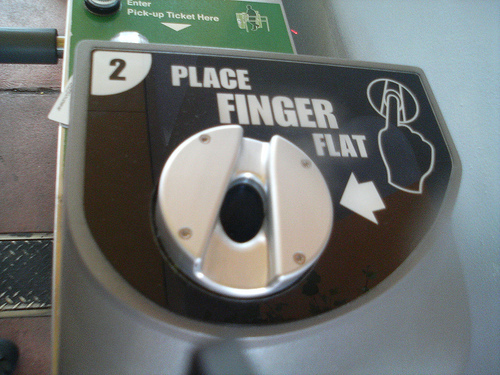 Enter
Pick-up Ticket Here
2
PLACE
FINGER
FLAT